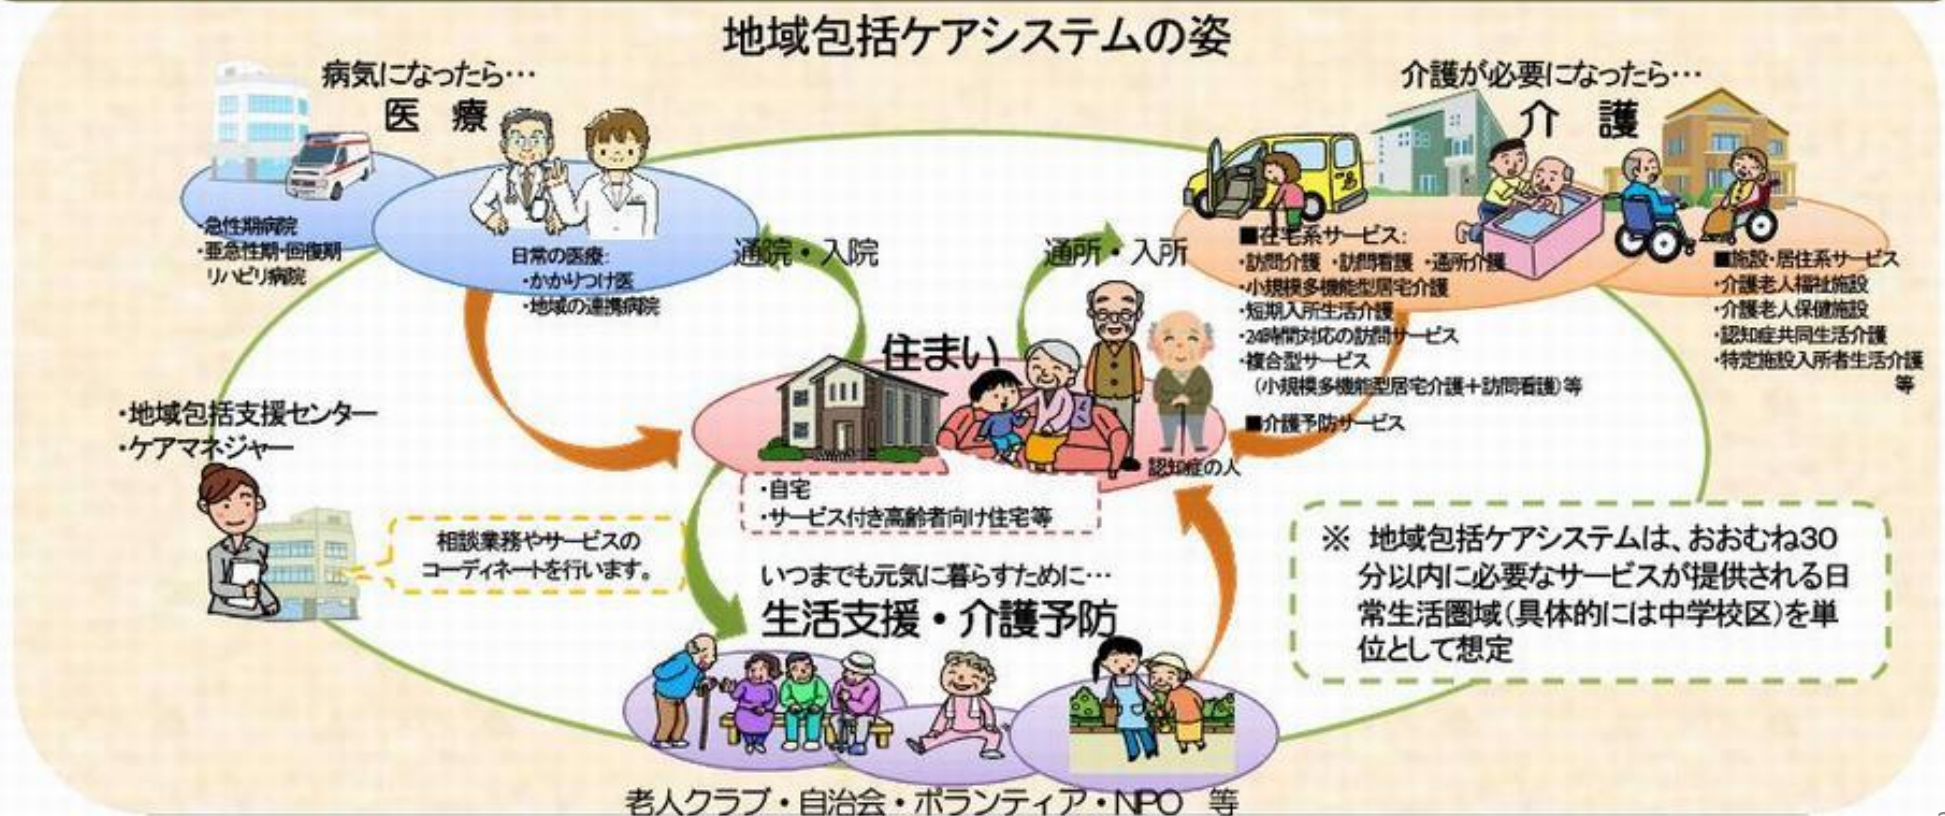 地域包括ケアシステムの姿
病気になったら…
医 療
・急性期病院
・亜急性期・回復期
リハビリ病院
日常の医療:
・かかりつけ医
・地域の連携病院
通院・入院
通所・入所
介護が必要になったら…
介 護
■在宅系サービス:
・訪問介護 ・訪問看護 ・通所介護
・小規模多機能型居宅介護
・短期入所生活介護
・24時間対応の訪問サービス
・複合型サービス
(小規模多機能型居宅介護+訪問看護)等
■介護予防サービス
■施設・居住系サービス
・介護老人福祉施設
・介護老人保健施設
・認知症共同生活介護
・特定施設入所者生活介護
等
住まい
認知症の人
・自宅
・サービス付き高齢者向け住宅等
・地域包括支援センター
・ケアマネジャー
相談業務やサービスの
コーディネートを行います。
いつまでも元気に暮らすために…
生活支援・介護予防
老人クラブ・自治会・ボランティア・NPO 等
※ 地域包括ケアシステムは、おおむね30
分以内に必要なサービスが提供される日
常生活圏域(具体的には中学校区)を単
位として想定